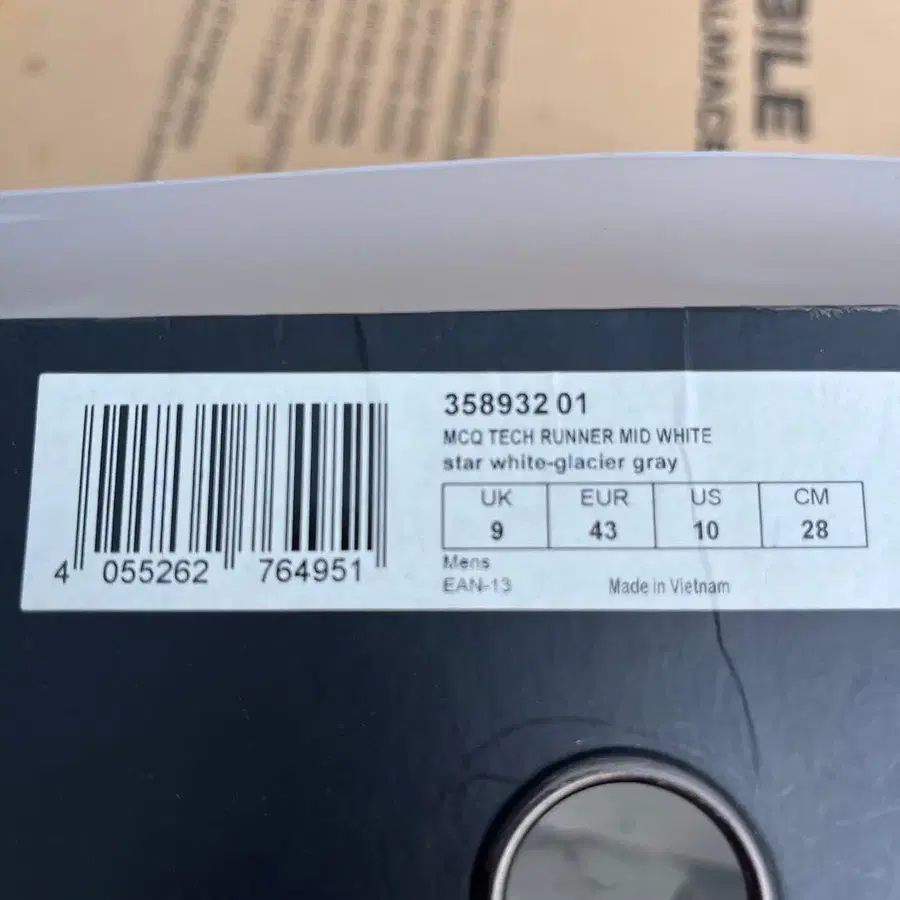 BILE
358932 01
MCQ TECH RUNNER MID WHITE
star white-glacier gray
UK EUR US CM
9 43 10 28
Mens
EAN-13 Made in Vietnam
4 055262 764951